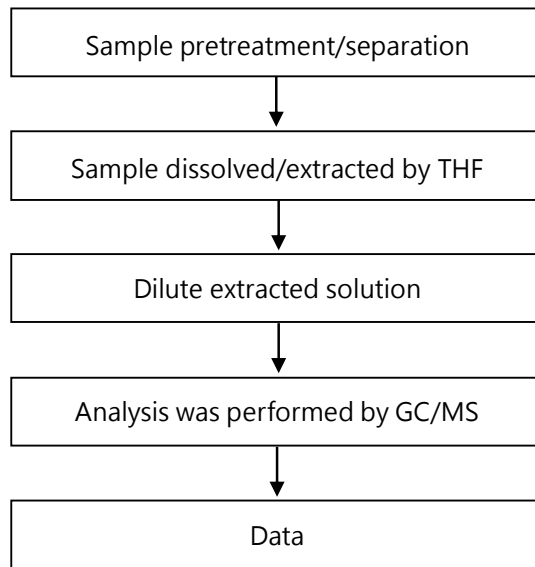 Sample pretreatment/separation
Sample dissolved/extracted by THF
Dilute extracted solution
Analysis was performed by GC/MS
Data